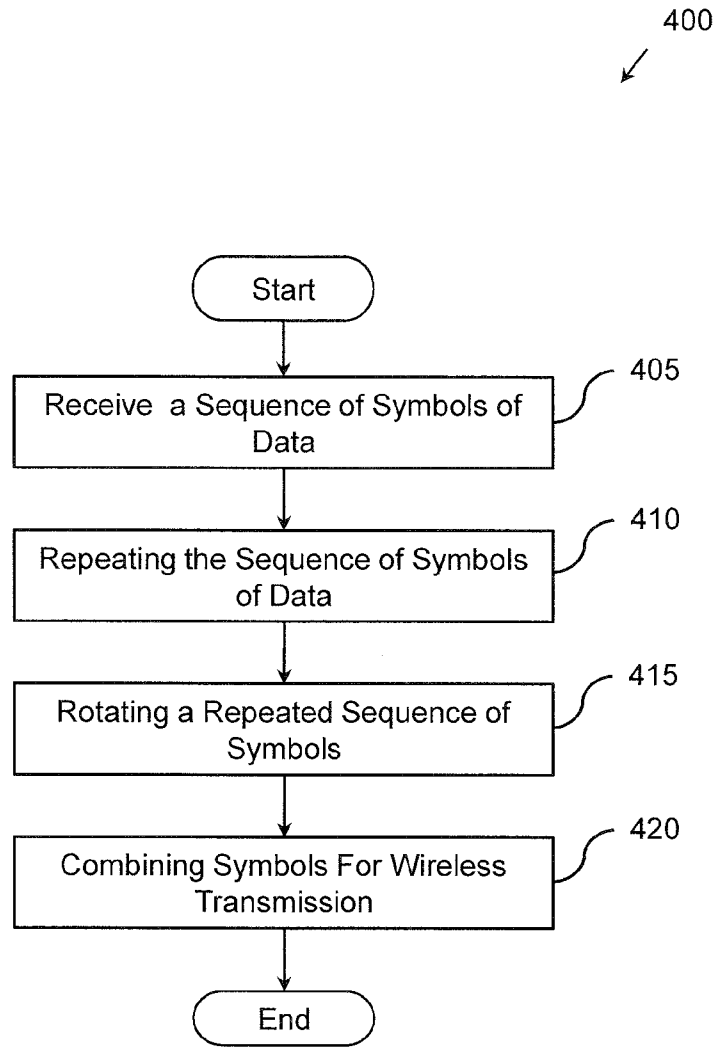 400
Start
Receive a Sequence of Symbols of
Data
405
Repeating the Sequence of Symbols
of Data
410
Rotating a Repeated Sequence of
Symbols
415
Combining Symbols For Wireless
Transmission
420
End